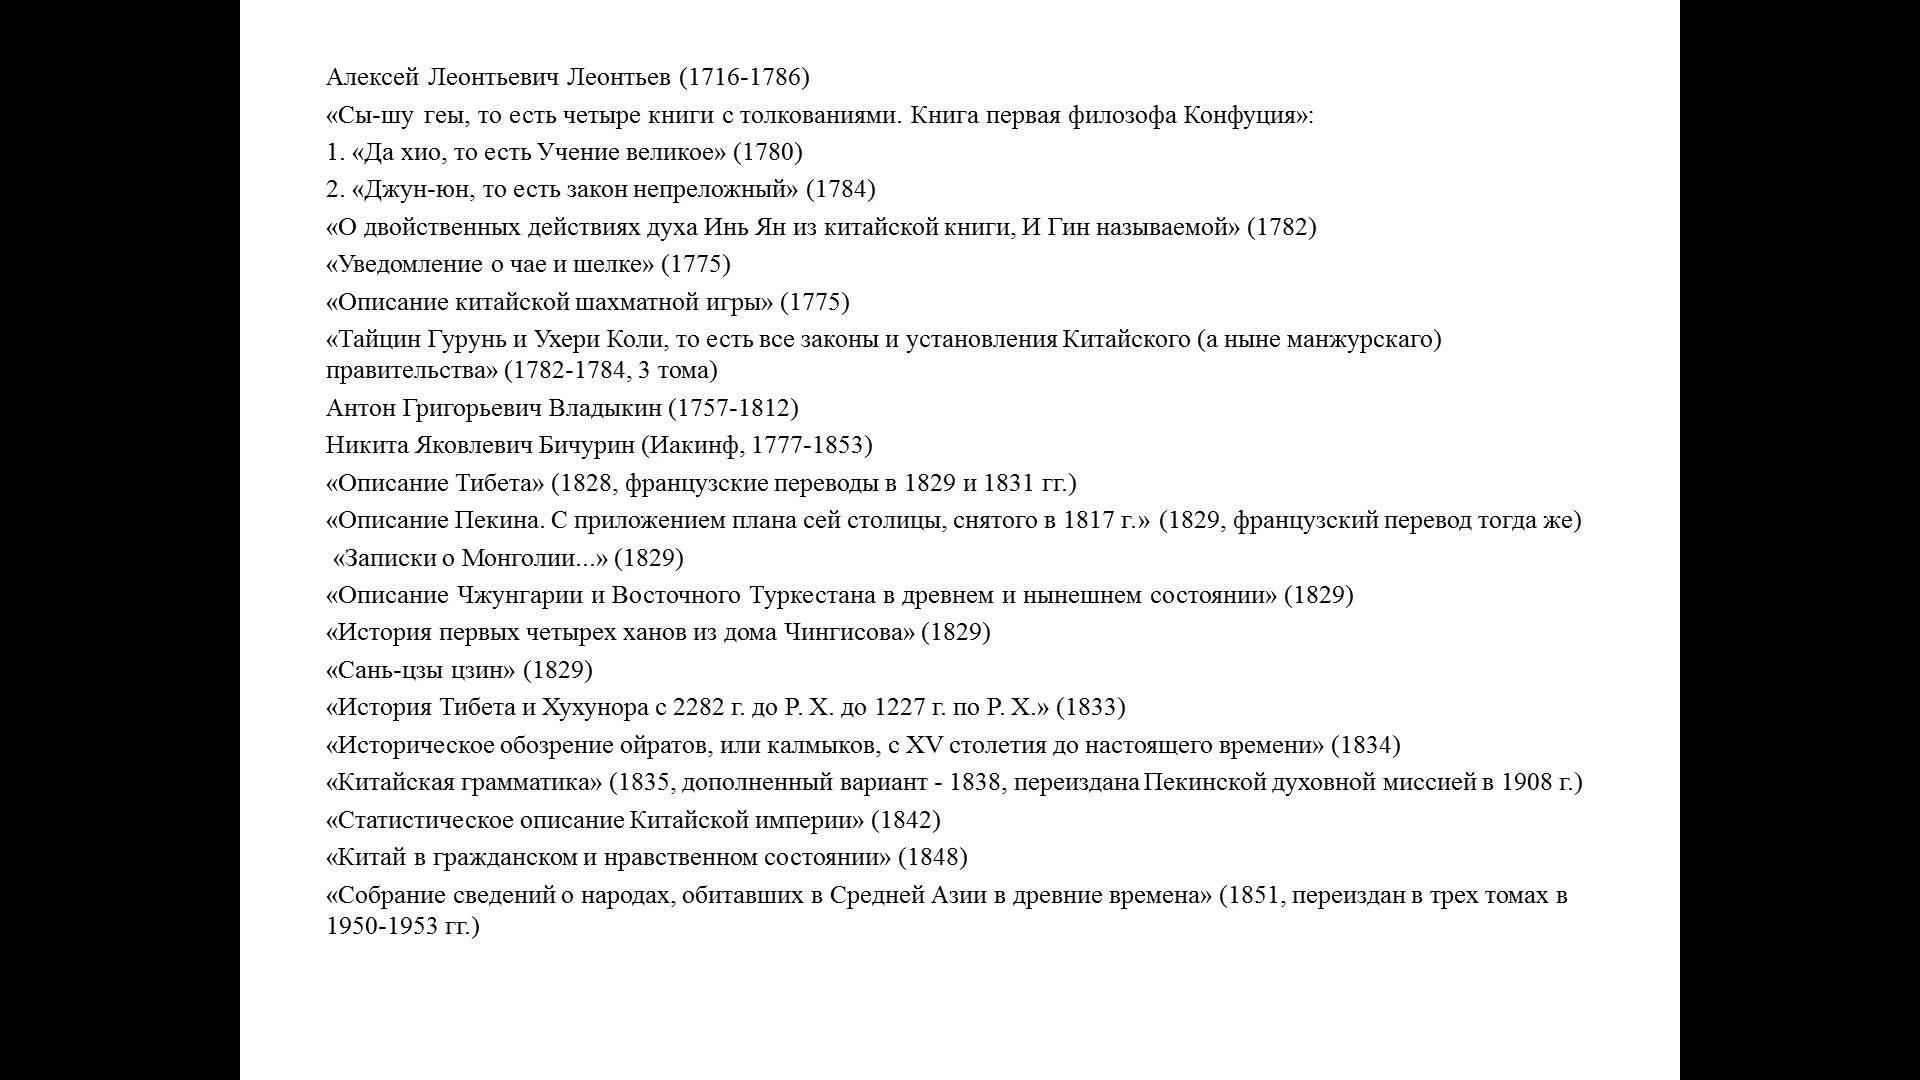 Алексей Леонтьевич Леонтьев (1716-1786)
«Сы-шу геы, то есть четыре книги с толкованиями. Книга первая философа Конфуция»:
1. «Да хио, то есть Учение великое» (1780)
2. «Джун-юн, то есть закон непреложный» (1784)
«О двойственных действиях духа Инь Ян из китайской книги, И Гин называемой» (1782)
«Уведомление о чае и шелке» (1775)
«Описание китайской шахматной игры» (1775)
«Тайцин Гурунь и Ухери Коли, то есть все законы и установления Китайского (а ныне манжурскаго)
правительства» (1782-1784, 3 тома)
Антон Григорьевич Владыкин (1757-1812)
Никита Яковлевич Бичурин (Иакинф, 1777-1853)
«Описание Тибета» (1828, французские переводы в 1829 и 1831 гг.)
«Описание Пекина. С приложением плана сей столицы, снятого в 1817 г.» (1829, французский перевод тогда же)
«Записки о Монголии...» (1829)
«Описание Чжунгарии и Восточного Туркестана в древнем и нынешнем состоянии» (1829)
«История первых четырех ханов из дома Чингисова» (1829)
«Сань-цзы цзин» (1829)
«История Тибета и Хухунора с 2282 г. до Р. Х. до 1227 г. по Р. Х.» (1833)
«Историческое обозрение ойратов, или калмыков, с XV столетия до настоящего времени» (1834)
«Китайская грамматика» (1835, дополненный вариант - 1838, переиздана Пекинской духовной миссией в 1908 г.)
«Статистическое описание Китайской империи» (1842)
«Китай в гражданском и нравственном состоянии» (1848)
«Собрание сведений о народах, обитавших в Средней Азии в древние времена» (1851, переиздан в трех томах в
1950-1953 гг.)